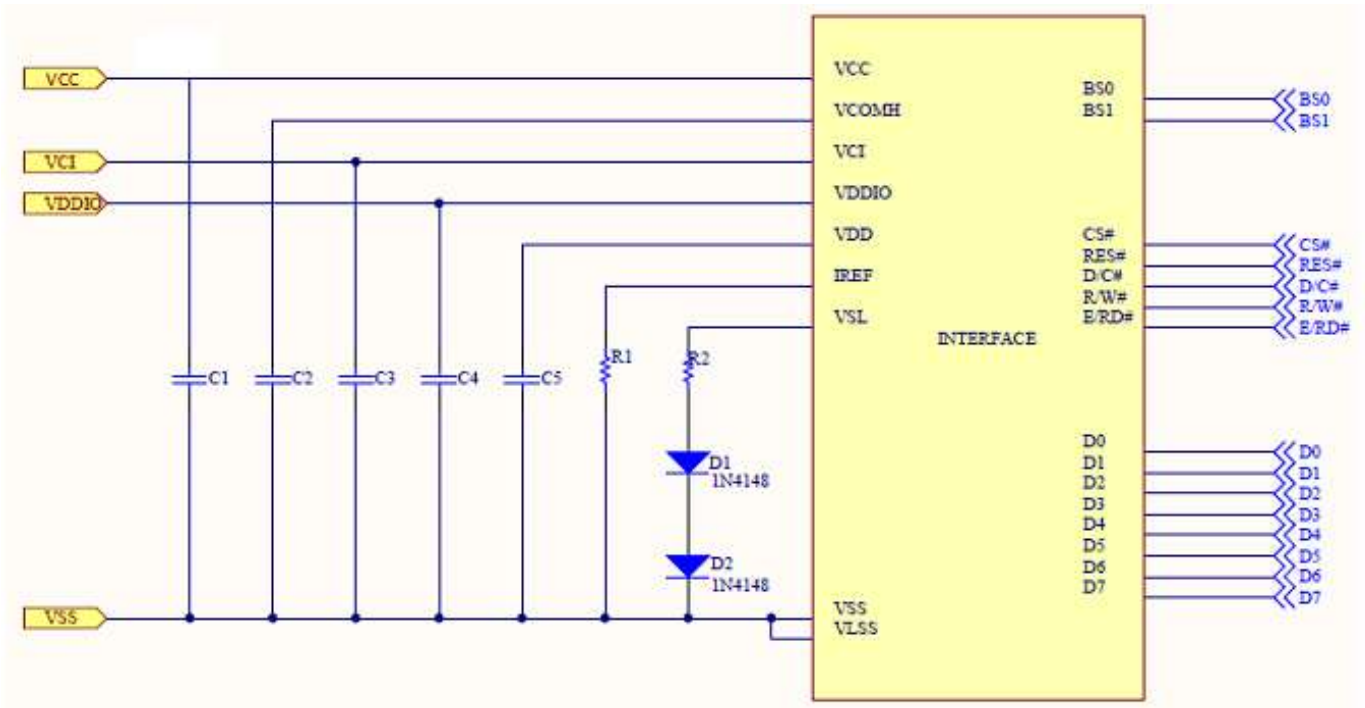 VCC
VCI
VDDIO
VSS
C1
C2
C3
C4
C5
R1
R2
D1
1N4148
D2
1N4148
VCC
VCOMH
VCI
VDDIO
VDD
IREF
VSL
VSS
VLSS
INTERFACE
BS0
BS1
CS#
RES#
D/C#
R/W#
E/RD#
D0
D1
D2
D3
D4
D5
D6
D7
BS0
BS1
CS#
RES#
D/C#
R/W#
E/RD#
D0
D1
D2
D3
D4
D5
D6
D7